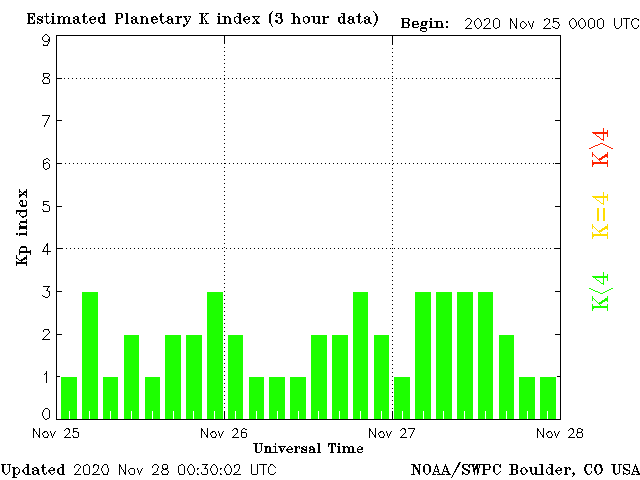 Estimated Planetary K index (3 hour data) Begin: 2020 Nov 25 0000 UTC
9
8
7
6
5
4
3
2
1
0
Kp index
K>4
K=4
K<4
Nov 25 Nov 26 Nov 27 Nov 28
Universal Time
Updated 2020 Nov 28 00:30:02 UTC NOAA/SWPC Boulder, CO USA